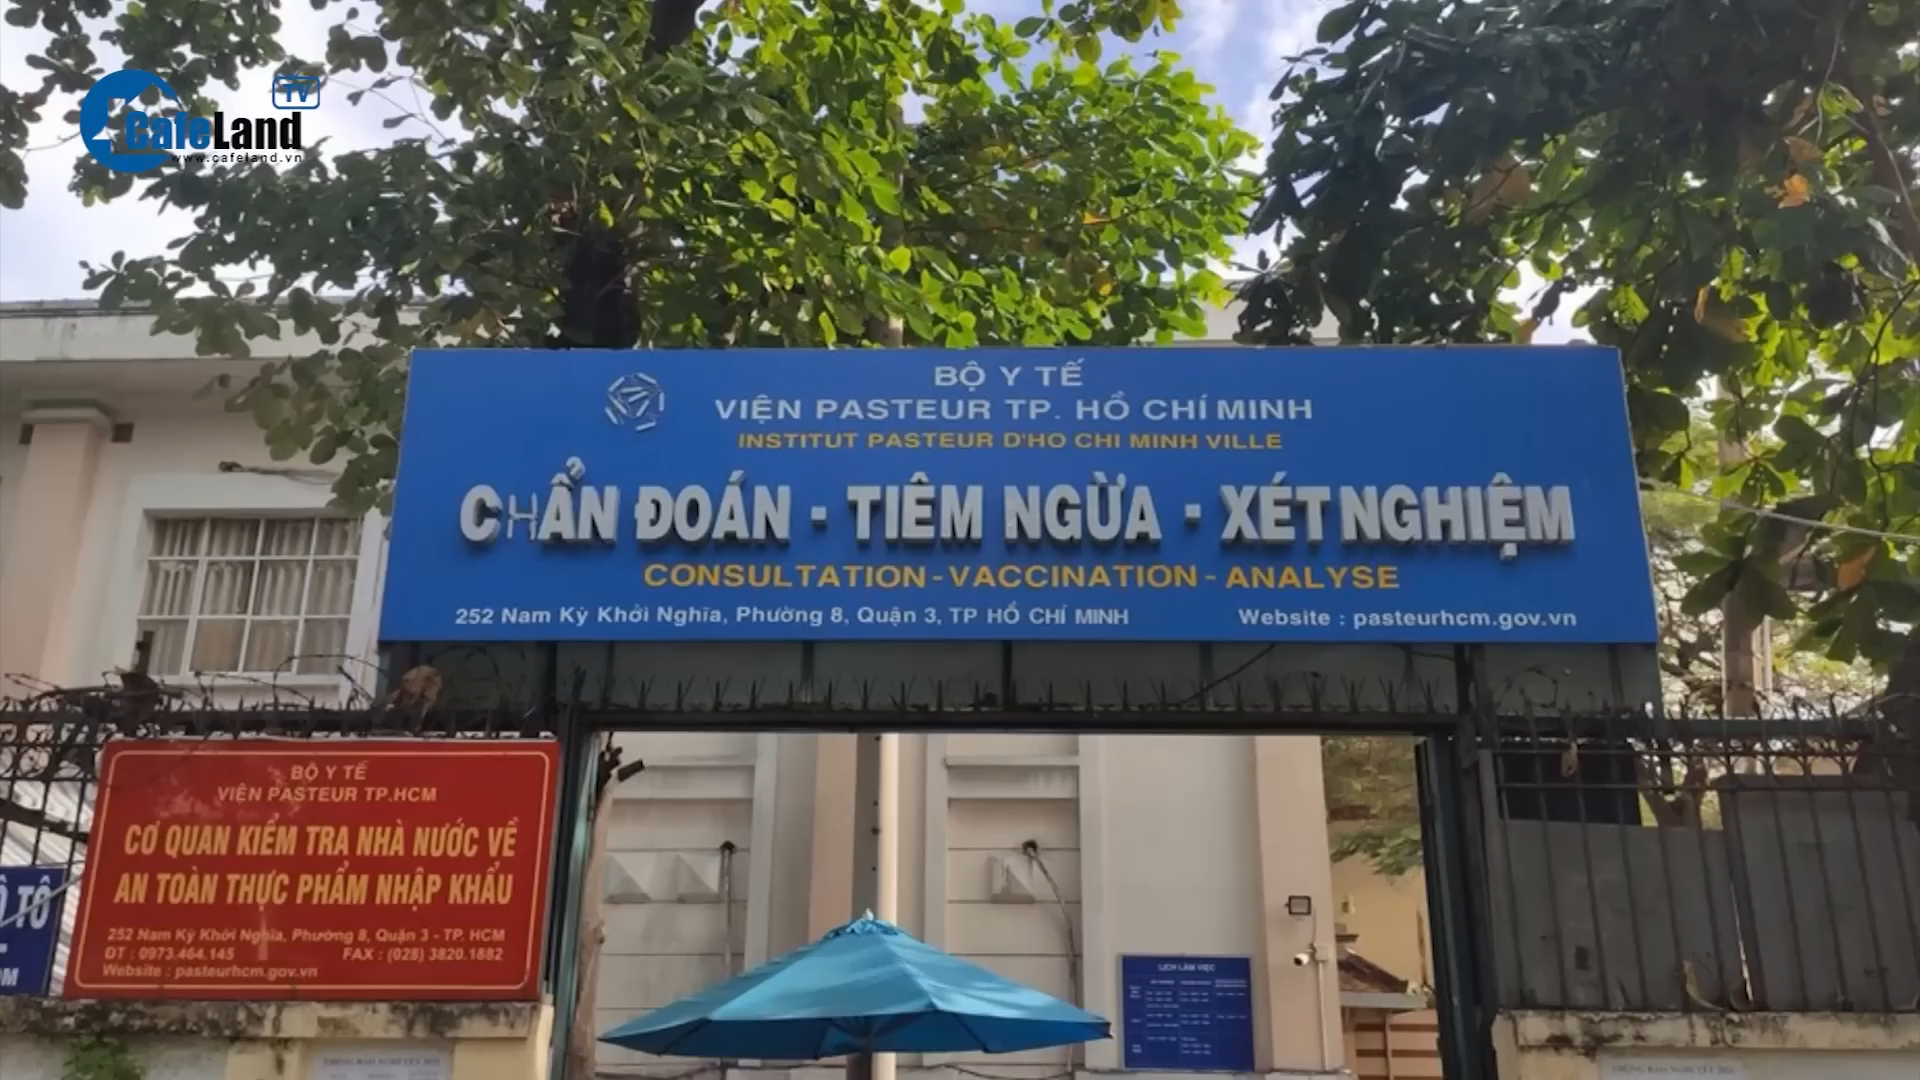 TV
CafeLand
www.cafeland.vn
BỘ Y TẾ
VIỆN PASTEUR TP. HỒ CHÍ MINH
INSTITUT PASTEUR D'HO CHI MINH VILLE
CHẨN ĐOÁN - TIÊM NGỪA - XÉT NGHIỆM
CONSULTATION - VACCINATION - ANALYSE
252 Nam Kỳ Khởi Nghĩa, Phường 8, Quận 3, TP HỒ CHÍ MINH
Website : pasteurhcm.gov.vn
BỘ Y TẾ
VIỆN PASTEUR TP.HCM
CƠ QUAN KIỂM TRA NHÀ NƯỚC VỀ
AN TOÀN THỰC PHẨM NHẬP KHẨU
252 Nam Kỳ Khởi Nghĩa, Phường 8, Quận 3 - TP. HCM
ĐT : 0973.464.145 FAX : (028) 3820.1882
Website : pasteurhcm.gov.vn
TÔ
LỊCH LÀM VIỆC